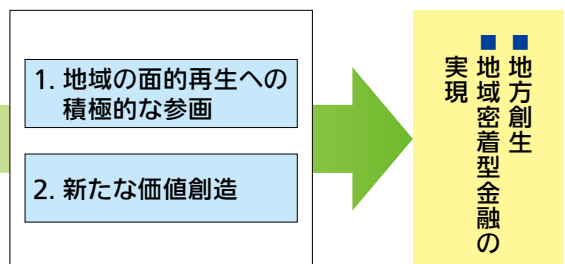 1. 地域の面的再生への
積極的な参画
2. 新たな価値創造
■地方創生
■地域密着型金融の
実現